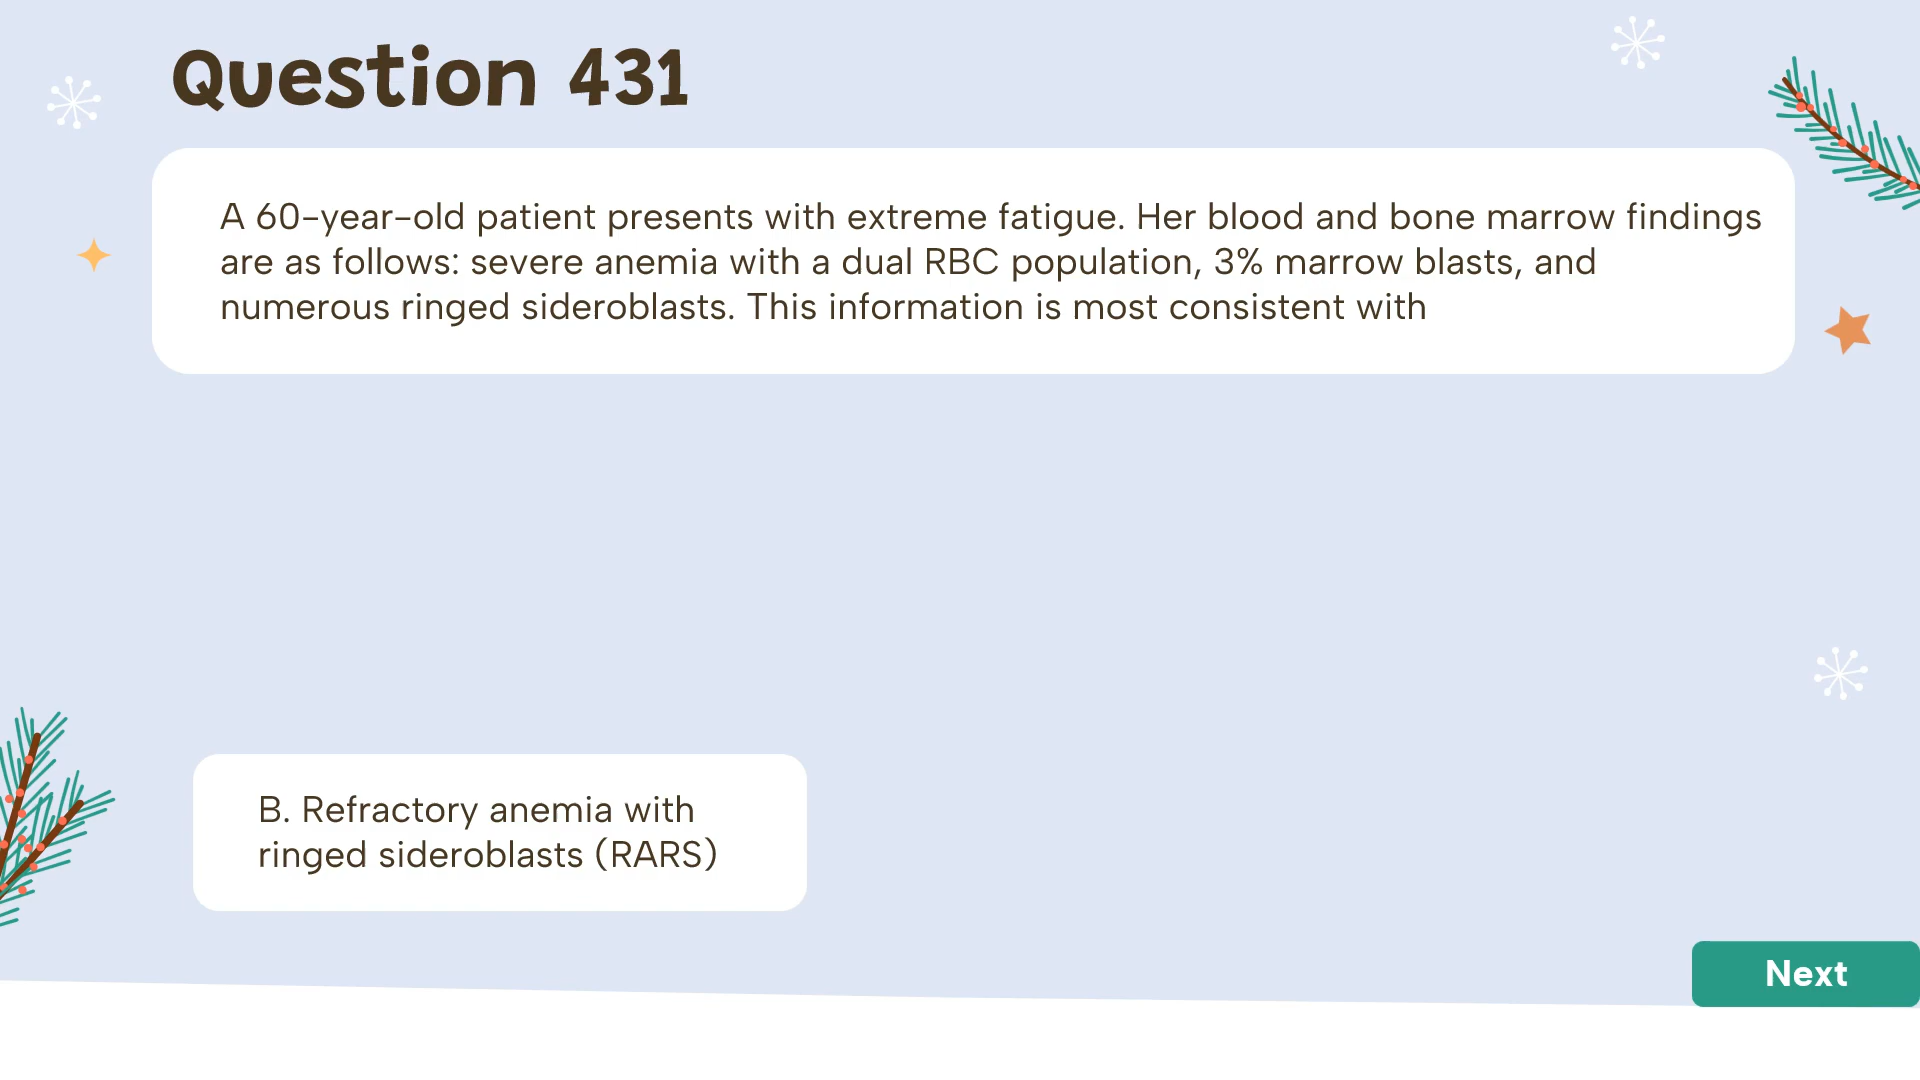 Question 431
A 60-year-old patient presents with extreme fatigue. Her blood and bone marrow findings
are as follows: severe anemia with a dual RBC population, 3% marrow blasts, and
numerous ringed sideroblasts. This information is most consistent with
B. Refractory anemia with
ringed sideroblasts (RARS)
Next